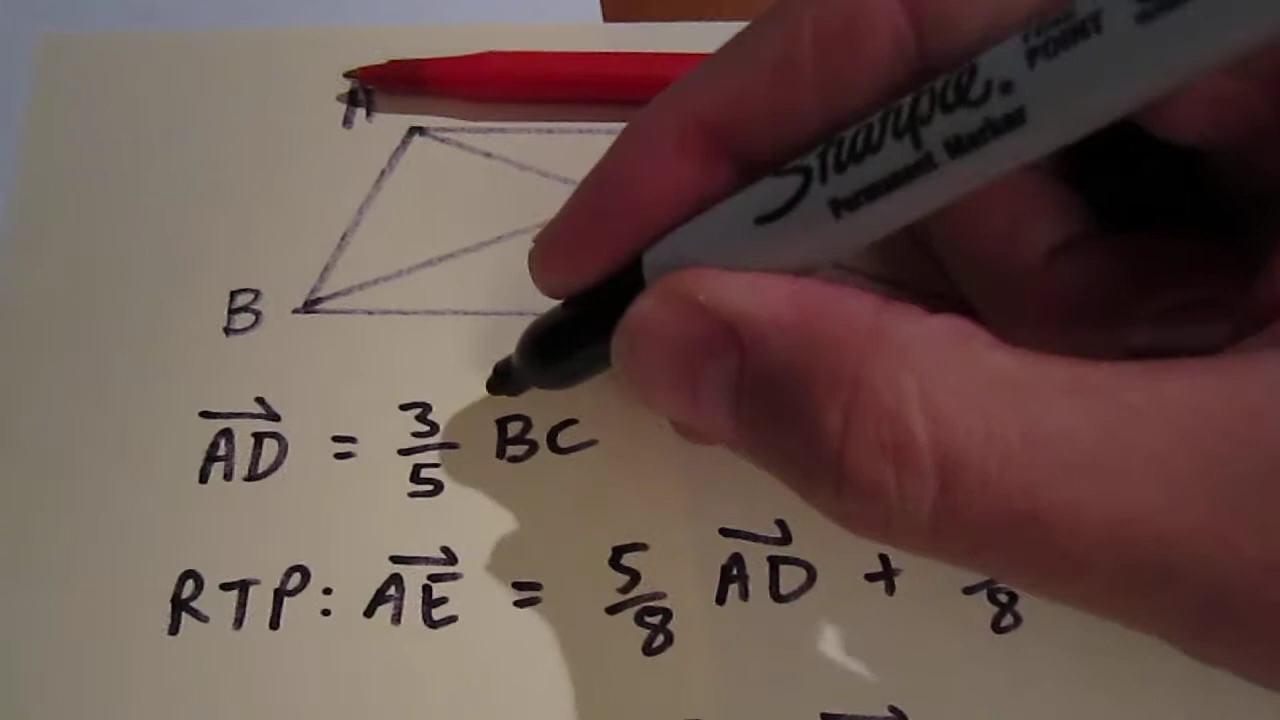 Sharpie.
Permanent Marker
POINT
A
B
AD = 3/5 BC
RTP: AE = 5/8 AD + /8